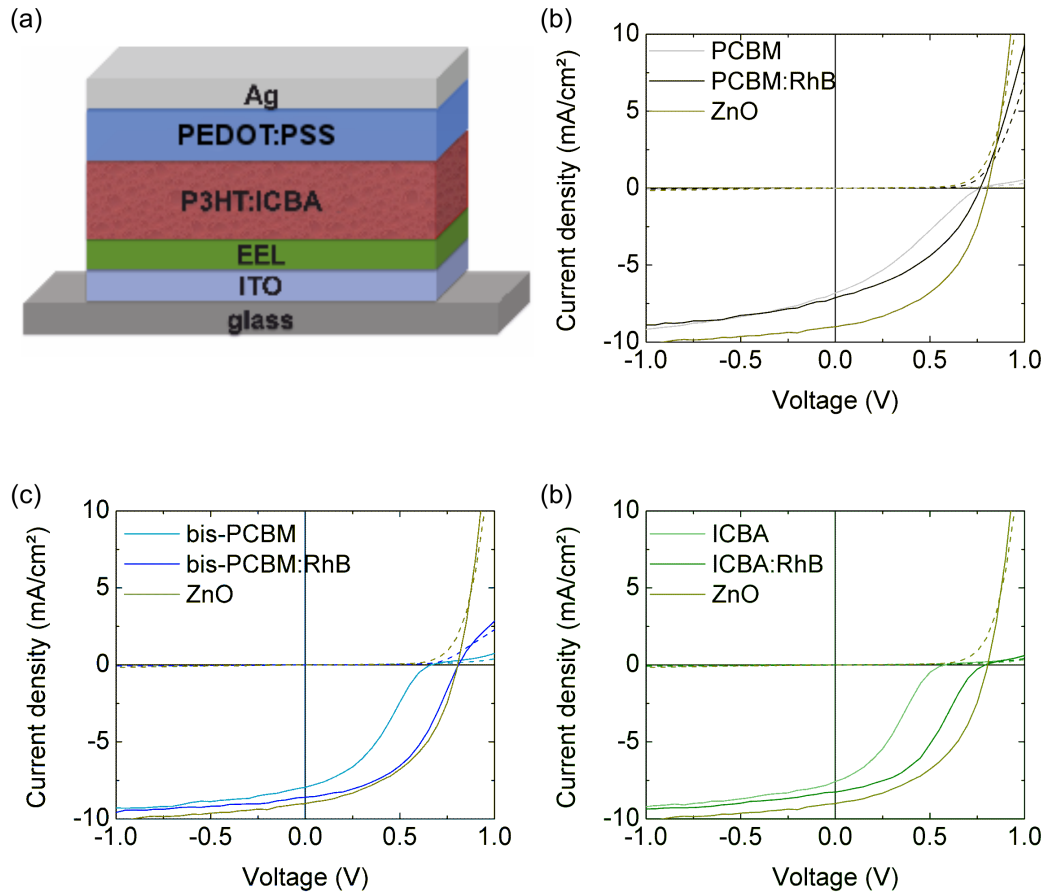 (a)
Ag
PEDOT:PSS
P3HT:ICBA
EEL
ITO
glass
(b)
10
5
0
-5
-10
-1.0 -0.5 0.0 0.5 1.0
Current density (mA/cm²)
Voltage (V)
PCBM
PCBM:RhB
ZnO
(c)
10
5
0
-5
-10
-1.0 -0.5 0.0 0.5 1.0
Current density (mA/cm²)
Voltage (V)
bis-PCBM
bis-PCBM:RhB
ZnO
(b)
10
5
0
-5
-10
-1.0 -0.5 0.0 0.5 1.0
Current density (mA/cm²)
Voltage (V)
ICBA
ICBA:RhB
ZnO